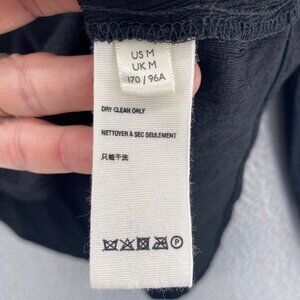 US M
UK M
170 / 96A
DRY CLEAN ONLY
NETTOYER À SEC SEULEMENT
只能干洗
P